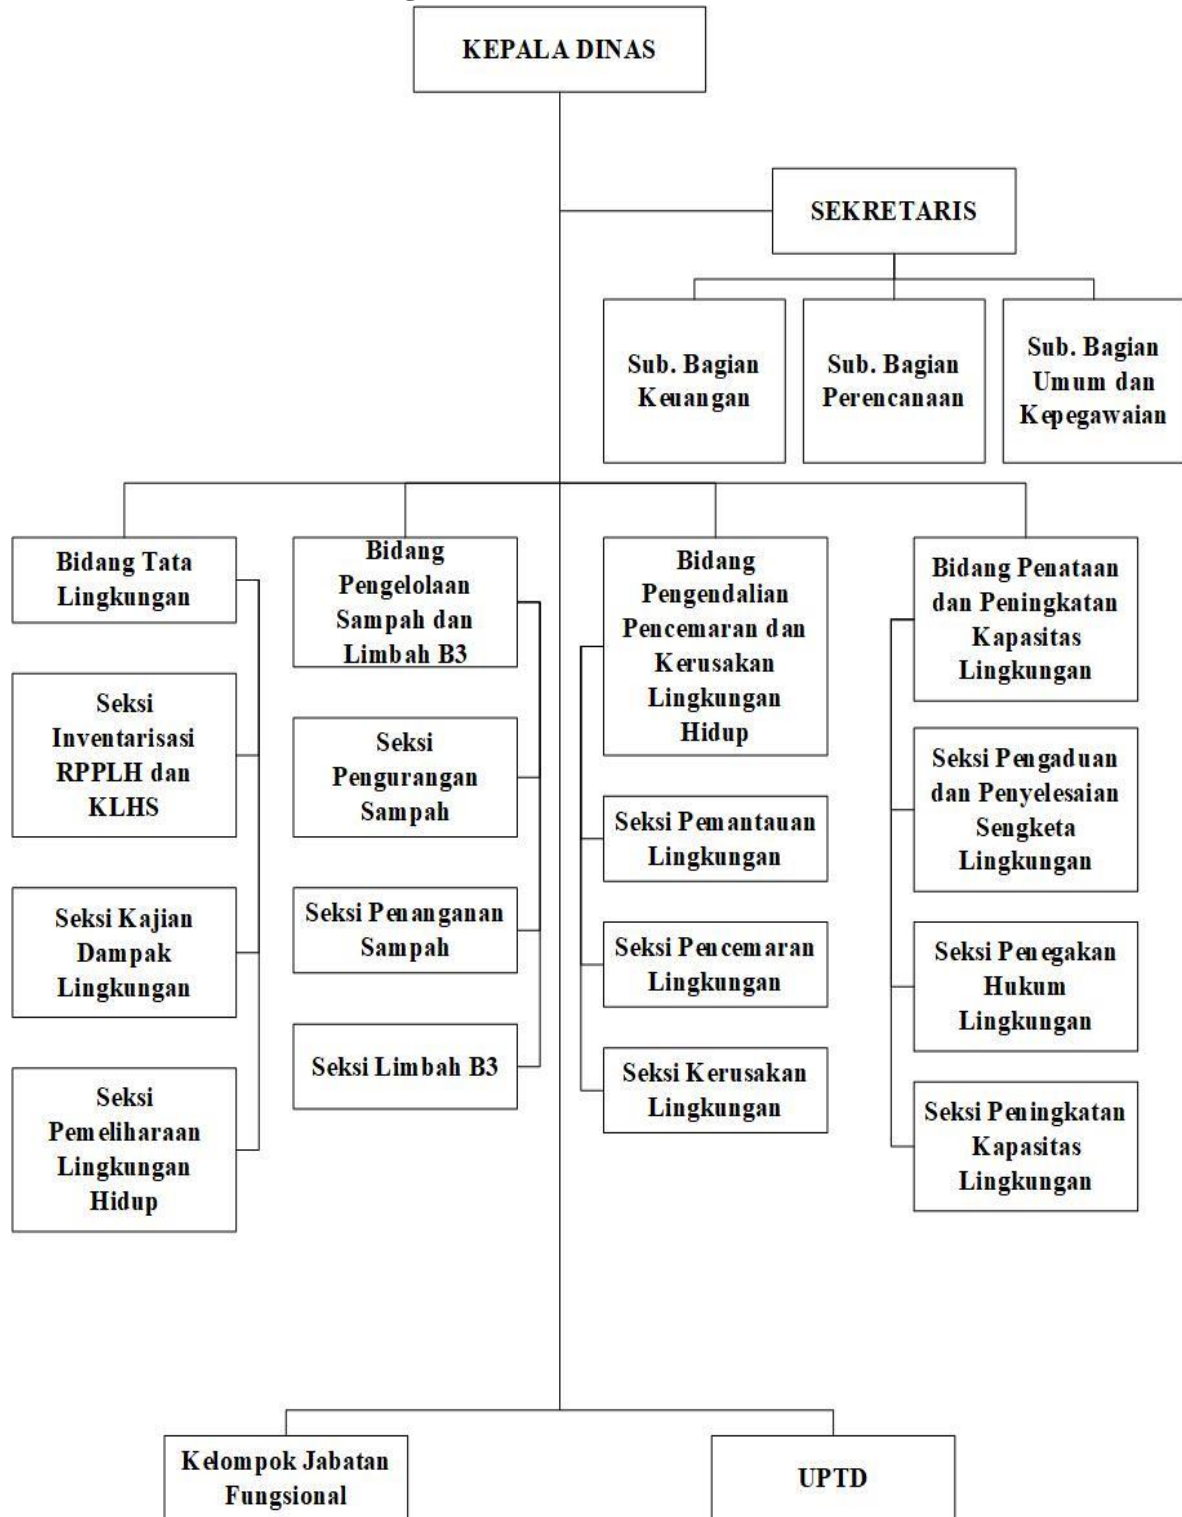 KEPALA DINAS
SEKRETARIS
Sub. Bagian
Keuangan
Sub. Bagian
Perencanaan
Sub. Bagian
Umum dan
Kepegawaian
Bidang Tata
Lingkungan
Seksi
Inventarisasi
RPPLH dan
KLHS
Seksi Kajian
Dampak
Lingkungan
Seksi
Pemeliharaan
Lingkungan
Hidup
Bidang
Pengelolaan
Sampah dan
Limbah B3
Seksi
Pengurangan
Sampah
Seksi Penanganan
Sampah
Seksi Limbah B3
Bidang
Pengendalian
Pencemaran dan
Kerusakan
Lingkungan
Hidup
Seksi Pemantauan
Lingkungan
Seksi Pencemaran
Lingkungan
Seksi Kerusakan
Lingkungan
Bidang Penataan
dan Peningkatan
Kapasitas
Lingkungan
Seksi Pengaduan
dan Penyelesaian
Sengketa
Lingkungan
Seksi Penegakan
Hukum
Lingkungan
Seksi Peningkatan
Kapasitas
Lingkungan
Kelompok Jabatan
Fungsional
UPTD